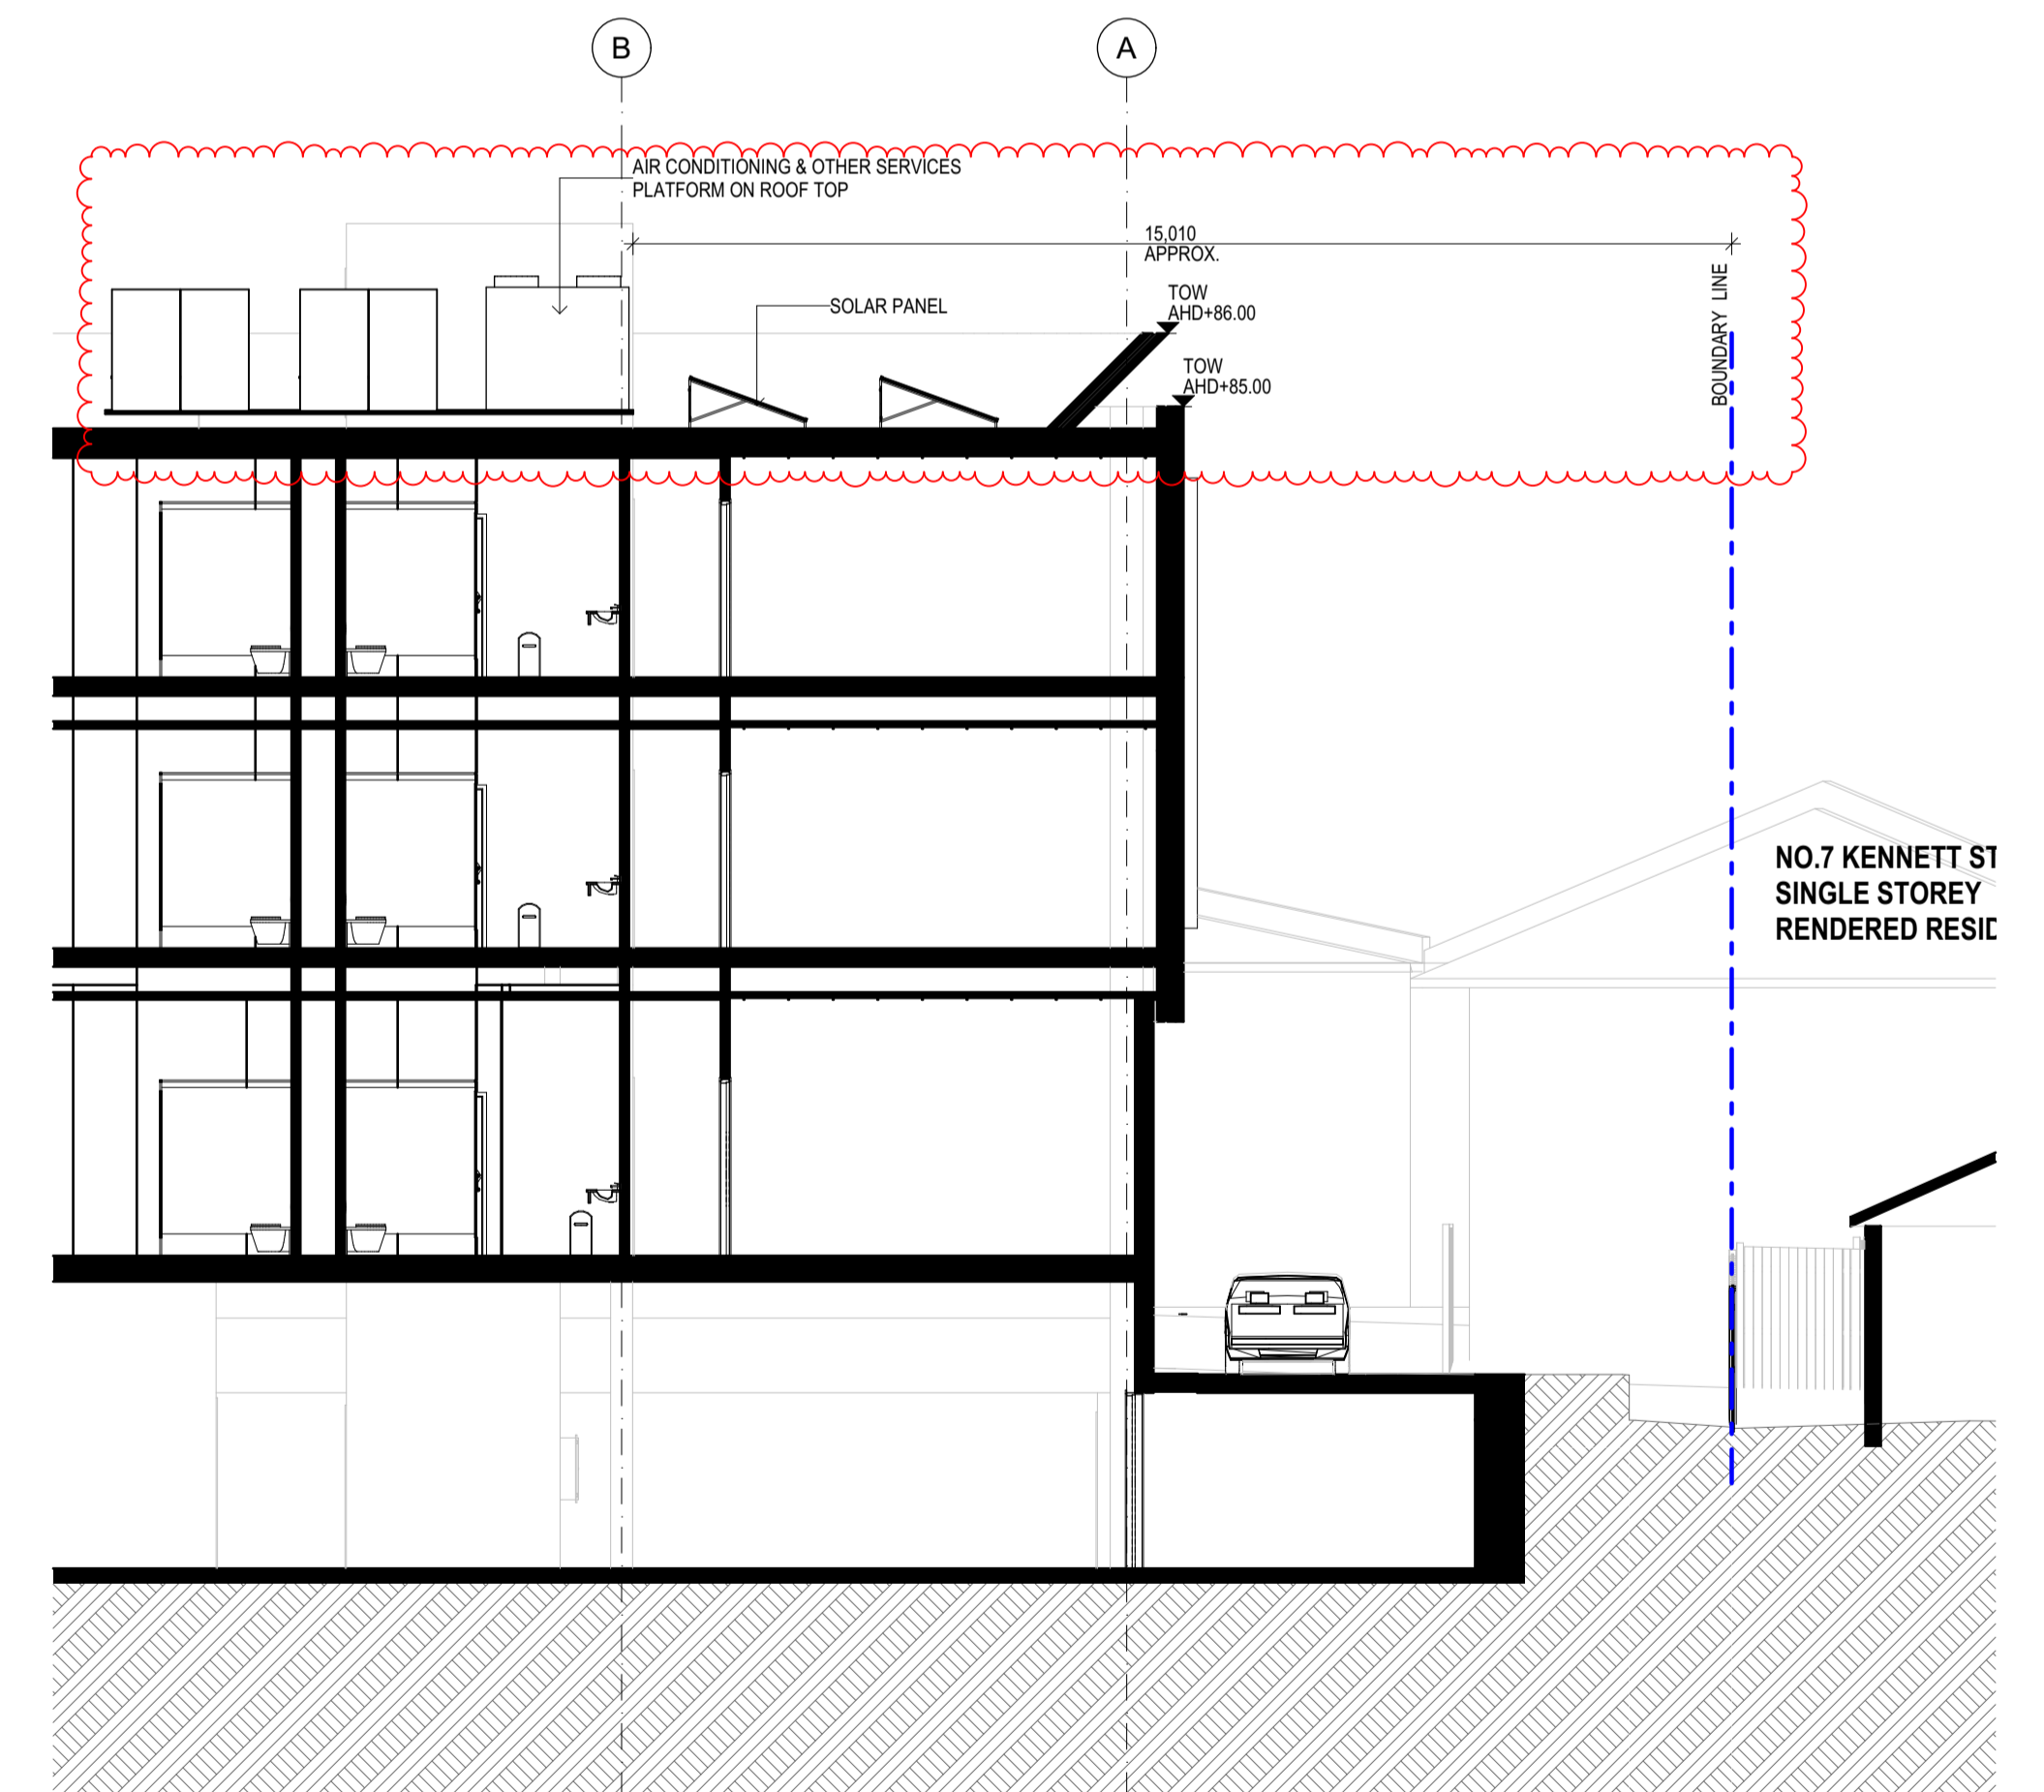 B
A
AIR CONDITIONING & OTHER SERVICES
PLATFORM ON ROOF TOP
15,010
APPROX.
SOLAR PANEL
TOW
AHD+86.00
TOW
AHD+85.00
BOUNDARY LINE
NO.7 KENNETT ST
SINGLE STOREY
RENDERED RESID